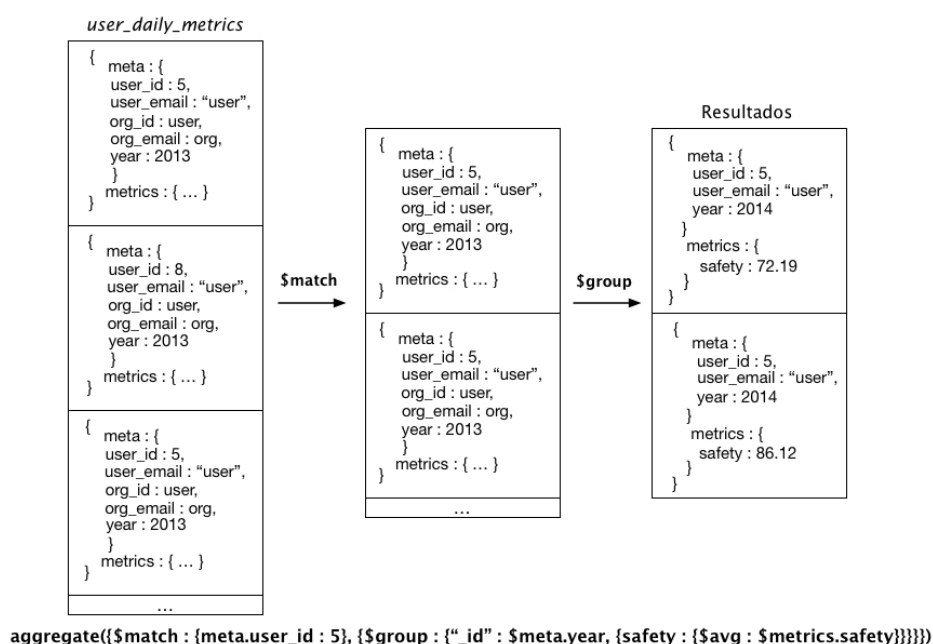 user_daily_metrics
{
meta : {
user_id : 5,
user_email : “user”,
org_id : user,
org_email : org,
year : 2013
}
metrics : { ... }
}
{
meta : {
user_id : 8,
user_email : “user”,
org_id : user,
org_email : org,
year : 2013
}
metrics : { ... }
}
{
meta : {
user_id : 5,
user_email : “user”,
org_id : user,
org_email : org,
year : 2013
}
metrics : { ... }
}
...
$match
{
meta : {
user_id : 5,
user_email : “user”,
org_id : user,
org_email : org,
year : 2013
}
metrics : { ... }
}
{
meta : {
user_id : 5,
user_email : “user”,
org_id : user,
org_email : org,
year : 2013
}
metrics : { ... }
}
...
$group
Resultados
{
meta : {
user_id : 5,
user_email : “user”,
year : 2014
}
metrics : {
safety : 72.19
}
}
{
meta : {
user_id : 5,
user_email : “user”,
year : 2014
}
metrics : {
safety : 86.12
}
}
aggregate({$match : {meta.user_id : 5}, {$group : {“_id” : $meta.year, {safety : {$avg : $metrics.safety}}}}})